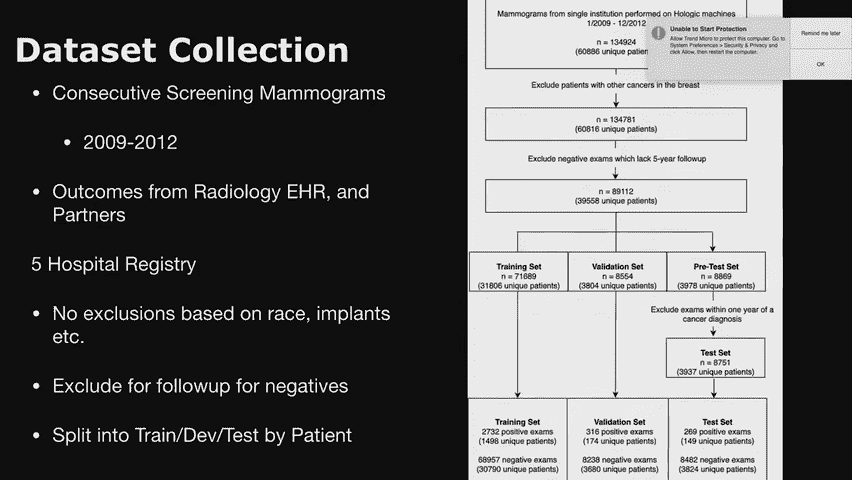 Dataset Collection
• Consecutive Screening Mammograms
• 2009-2012
• Outcomes from Radiology EHR, and
Partners
5 Hospital Registry
• No exclusions based on race, implants
etc.
• Exclude for followup for negatives
• Split into Train/Dev/Test by Patient
Mammograms from single institution performed on Hologic machines
1/2009 - 12/2012
n = 134924
(60886 unique
Unable to Start Protection
Allow Trend Micro to protect this computer. Go to
System Preferences > Security & Privacy and
click Allow, then restart the computer.
Remind me later
OK
Exclude patients with other cancers in the breast
n = 134781
(60816 unique patients)
Exclude negative exams which lack 5-year followup
n = 89112
(39558 unique patients)
Training Set
n = 71689
(31806 unique patients)
Validation Set
n = 8554
(3804 unique patients)
Pre-Test Set
n = 8869
(3978 unique patients)
Exclude exams within one year of a
cancer diagnosis
Test Set
n = 8751
(3937 unique patients)
Training Set
2732 positive exams
(1498 unique patients)
68957 negative exams
(30790 unique patients)
Validation Set
316 positive exams
(174 unique patients)
8238 negative exams
(3680 unique patients)
Test Set
269 positive exams
(149 unique patients)
8482 negative exams
(3824 unique patients)